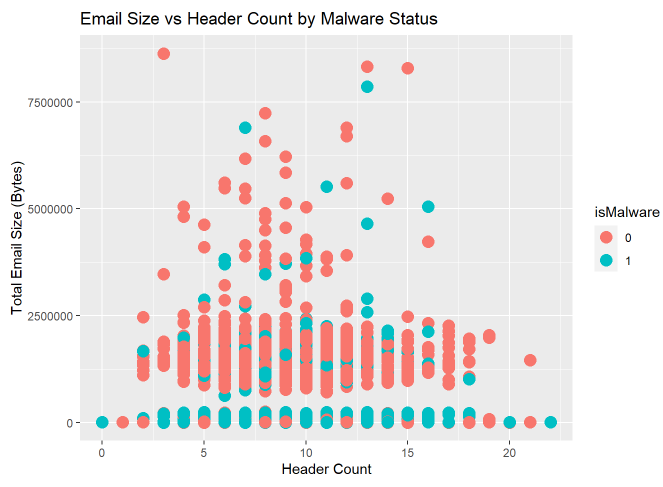 Email Size vs Header Count by Malware Status
Total Email Size (Bytes)
7500000
5000000
2500000
0
0
5
10
15
20
Header Count
isMalware
0
1